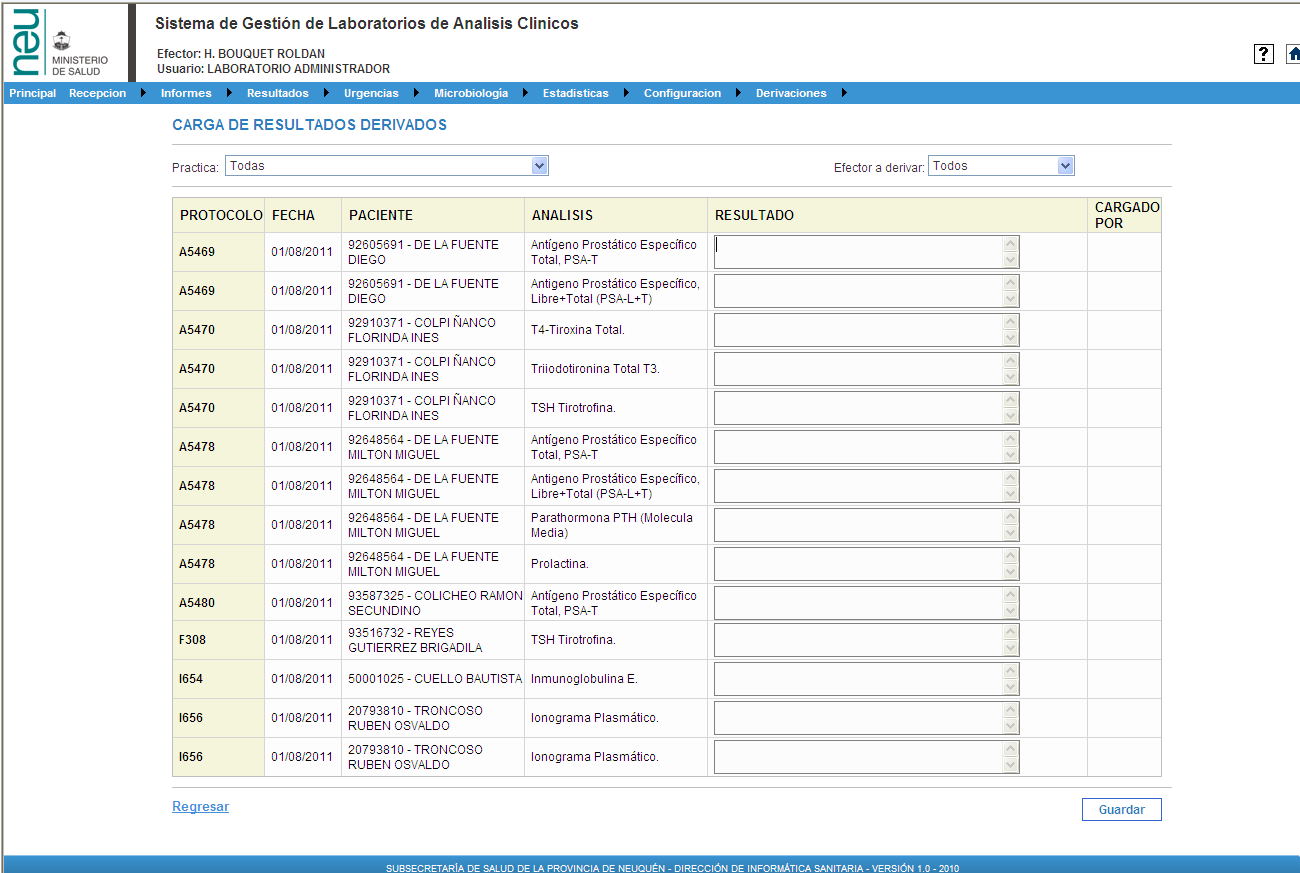 neu
MINISTERIO
DE SALUD
Sistema de Gestión de Laboratorios de Analisis Clinicos
Efector: H. BOUQUET ROLDAN
Usuario: LABORATORIO ADMINISTRADOR
?
Principal Recepcion Informes Resultados Urgencias Microbiología Estadisticas Configuracion Derivaciones
CARGA DE RESULTADOS DERIVADOS
Practica: Todas Efector a derivar: Todos
PROTOCOLO FECHA PACIENTE ANALISIS RESULTADO CARGADO
POR
A5469 01/08/2011 92605691 - DE LA FUENTE
DIEGO Antígeno Prostático Específico
Total, PSA-T
A5469 01/08/2011 92605691 - DE LA FUENTE
DIEGO Antigeno Prostático Específico,
Libre+Total (PSA-L+T)
A5470 01/08/2011 92910371 - COLPI ÑANCO
FLORINDA INES T4-Tiroxina Total.
A5470 01/08/2011 92910371 - COLPI ÑANCO
FLORINDA INES Triiodotironina Total T3.
A5470 01/08/2011 92910371 - COLPI ÑANCO
FLORINDA INES TSH Tirotrofina.
A5478 01/08/2011 92648564 - DE LA FUENTE
MILTON MIGUEL Antígeno Prostático Específico
Total, PSA-T
A5478 01/08/2011 92648564 - DE LA FUENTE
MILTON MIGUEL Antigeno Prostático Específico,
Libre+Total (PSA-L+T)
A5478 01/08/2011 92648564 - DE LA FUENTE
MILTON MIGUEL Parathormona PTH (Molecula
Media)
A5478 01/08/2011 92648564 - DE LA FUENTE
MILTON MIGUEL Prolactina.
A5480 01/08/2011 93587325 - COLICHEO RAMON
SECUNDINO Antígeno Prostático Específico
Total, PSA-T
F308 01/08/2011 93516732 - REYES
GUTIERREZ BRIGADILA TSH Tirotrofina.
I654 01/08/2011 50001025 - CUELLO BAUTISTA Inmunoglobulina E.
I656 01/08/2011 20793810 - TRONCOSO
RUBEN OSVALDO Ionograma Plasmático.
I656 01/08/2011 20793810 - TRONCOSO
RUBEN OSVALDO Ionograma Plasmático.
Regresar Guardar
SUBSECRETARÍA DE SALUD DE LA PROVINCIA DE NEUQUÉN - DIRECCIÓN DE INFORMÁTICA SANITARIA - VERSIÓN 1.0 - 2010